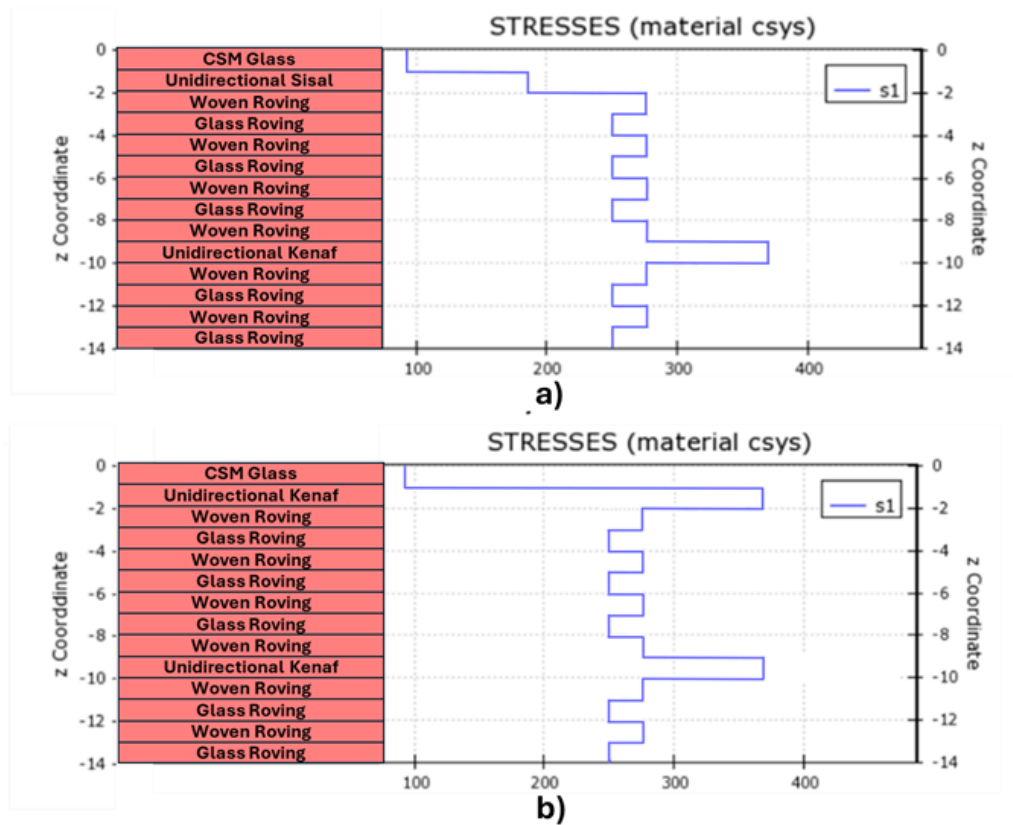 STRESSES (material csys)
0
CSM Glass
0
Unidirectional Sisal
s1
-2
Woven Roving
-2
Glass Roving
-4
Woven Roving
-4
Glass Roving
-6
Woven Roving
-6
Glass Roving
-8
Woven Roving
-8
Unidirectional Kenaf
-10
Woven Roving
-10
Glass Roving
-12
Woven Roving
-12
Glass Roving
-14
-14
z Coorddinate
z Coordinate
100 200 300 400
a)
STRESSES (material csys)
0
CSM Glass
0
Unidirectional Kenaf
s1
-2
Woven Roving
-2
Glass Roving
-4
Woven Roving
-4
Glass Roving
-6
Woven Roving
-6
Glass Roving
-8
Woven Roving
-8
Unidirectional Kenaf
-10
Woven Roving
-10
Glass Roving
-12
Woven Roving
-12
Glass Roving
-14
-14
z Coorddinate
z Coordinate
100 200 300 400
b)